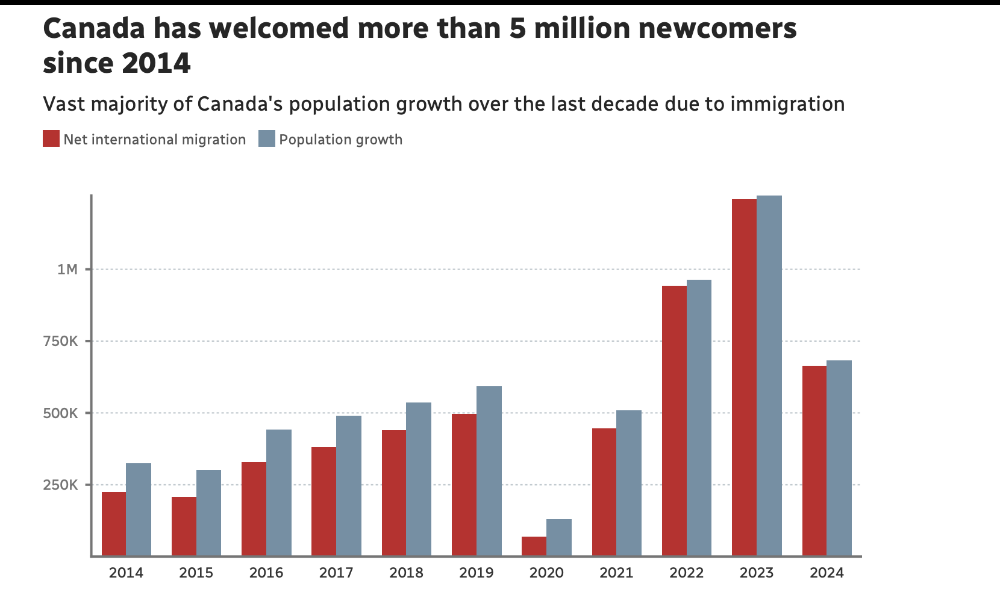 Canada has welcomed more than 5 million newcomers
since 2014
Vast majority of Canada's population growth over the last decade due to immigration
Net international migration
Population growth
1M
750K
500K
250K
2014
2015
2016
2017
2018
2019
2020
2021
2022
2023
2024